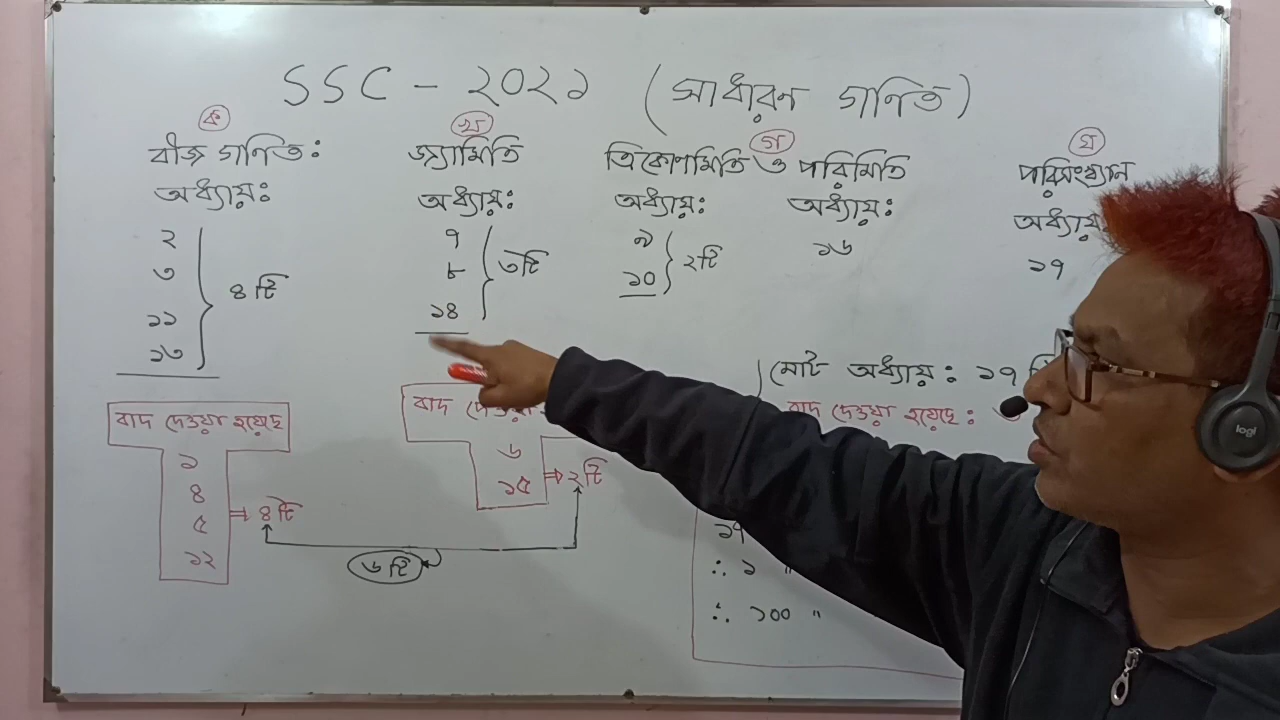 SSC - ২০২১ (সাধারন গণিত)
ক
বীজ গণিত:
অধ্যায়:
২
৩
১১
১৩
৪ টি
বাদ দেওয়া হয়েছে
১
৪
৫
১২
⇒ ৪ টি
খ
জ্যামিতি
অধ্যায়:
৭
৮
১৪
৩টি
বাদ দেওয়া
৬
১৫
⇒ ২টি
৬ টি
গ
ত্রিকোণমিতি ও পরিমিতি
অধ্যায়: অধ্যায়:
৯
১০
২টি
১৬
ঘ
পরিসংখ্যান
অধ্যায়
১৭
মোট অধ্যায়: ১৭ টি
বাদ দেওয়া হয়েছে:
১৭
∴ ১ "
∴ ১০০ "
logi